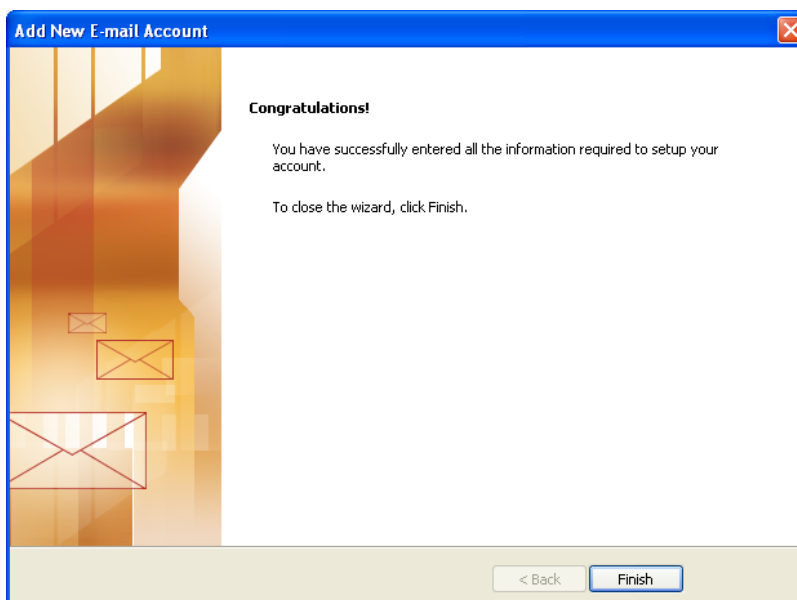 Add New E-mail Account
Congratulations!
You have successfully entered all the information required to setup your
account.
To close the wizard, click Finish.
< Back
Finish